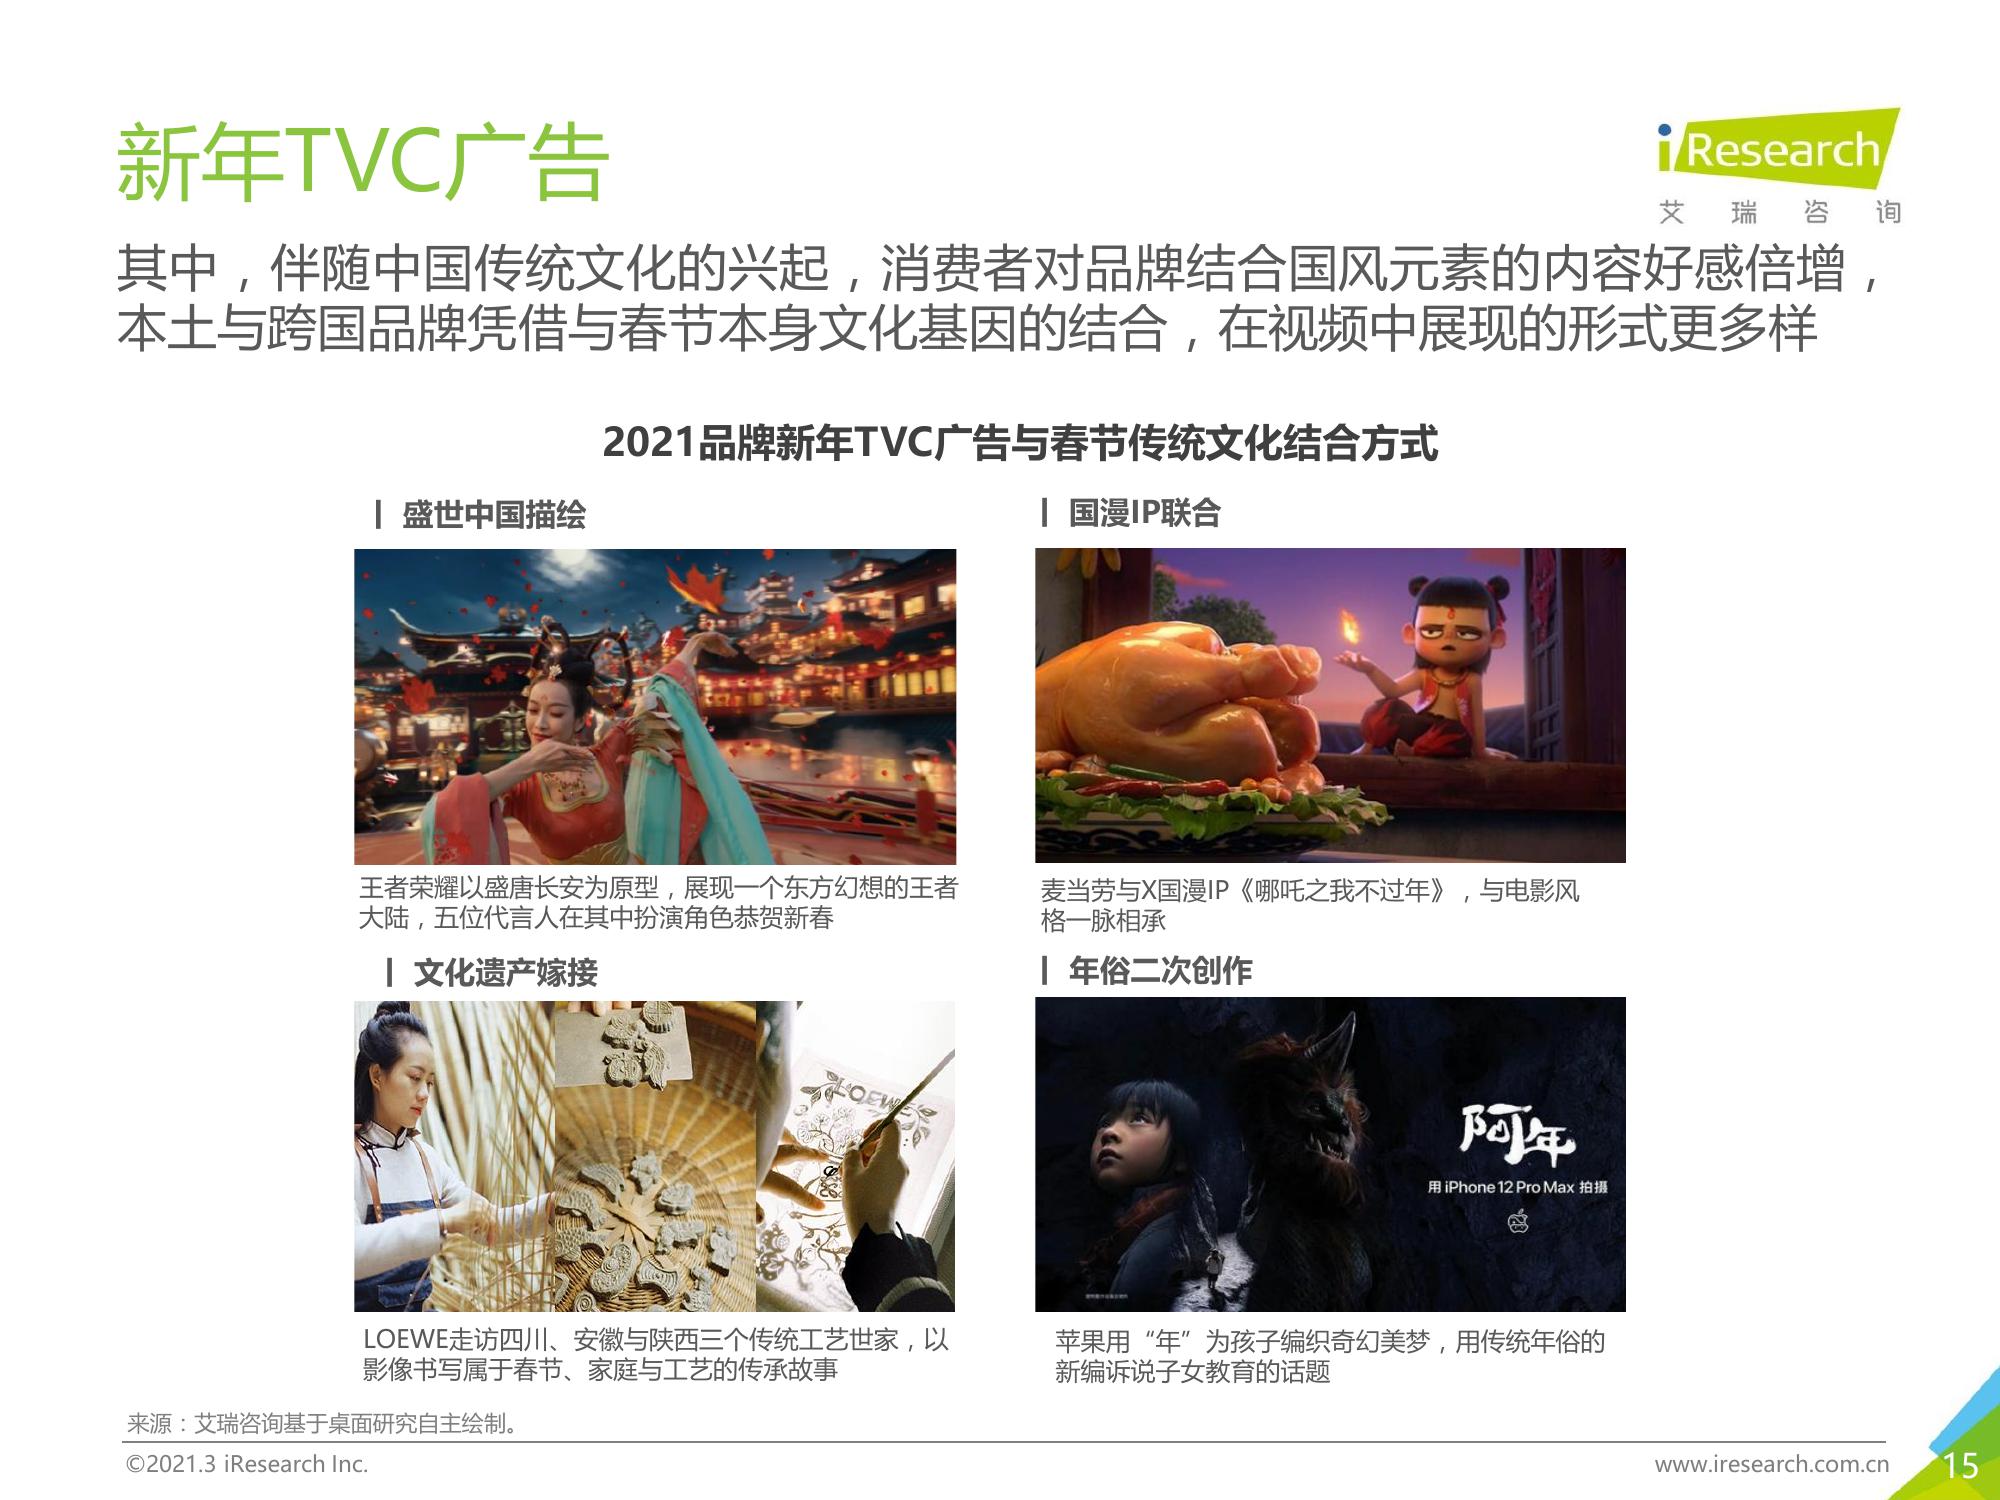 新年TVC广告
iResearch
艾瑞咨询
其中，伴随中国传统文化的兴起，消费者对品牌结合国风元素的内容好感倍增，
本土与跨国品牌凭借与春节本身文化基因的结合，在视频中展现的形式更多样
2021品牌新年TVC广告与春节传统文化结合方式
| 盛世中国描绘
| 国漫IP联合
王者荣耀以盛唐长安为原型，展现一个东方幻想的王者
大陆，五位代言人在其中扮演角色恭贺新春
麦当劳与X国漫IP《哪吒之我不过年》，与电影风
格一脉相承
| 文化遗产嫁接
| 年俗二次创作
LOEWE
阿年
用 iPhone 12 Pro Max 拍摄
LOEWE走访四川、安徽与陕西三个传统工艺世家，以
影像书写属于春节、家庭与工艺的传承故事
苹果用“年”为孩子编织奇幻美梦，用传统年俗的
新编诉说子女教育的话题
来源：艾瑞咨询基于桌面研究自主绘制。
©2021.3 iResearch Inc.
www.iresearch.com.cn
15